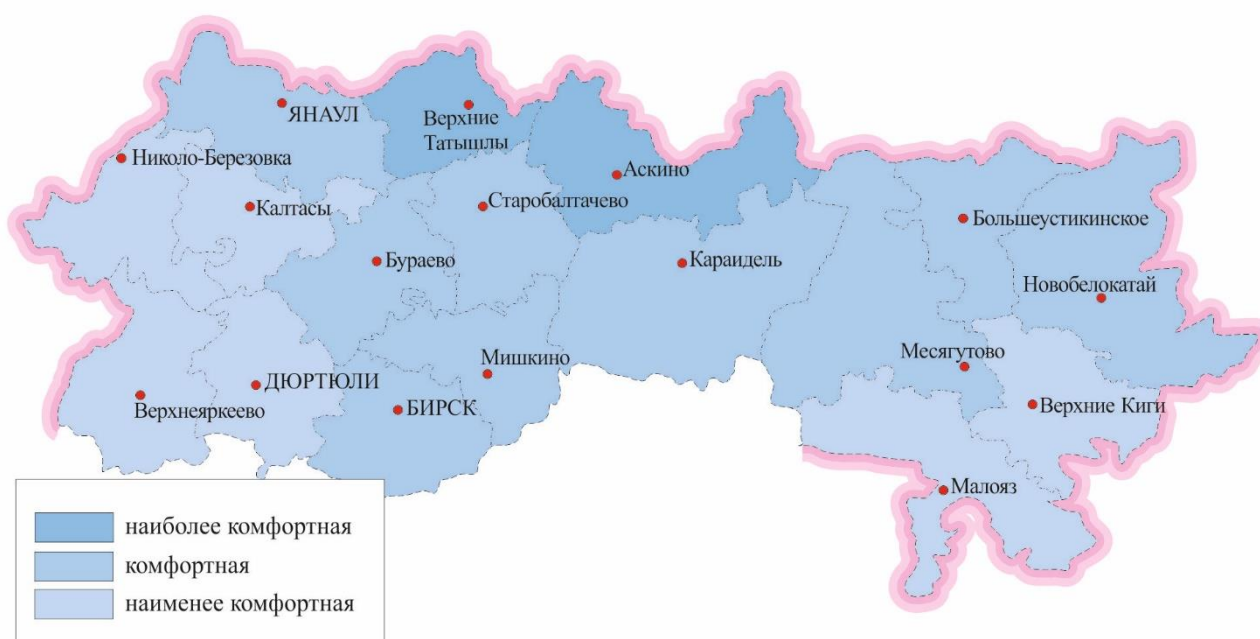 ЯНАУЛ
Верхние
Татышлы
Николо-Березовка
Аскино
Калтасы
Старобалтачево
Большеустикинское
Бураево
Караидель
Новобелокатай
Мишкино
Месягутово
ДЮРТЮЛИ
Верхнеяркеево
БИРСК
Верхние Киги
Малояз
наиболее комфортная
комфортная
наименее комфортная